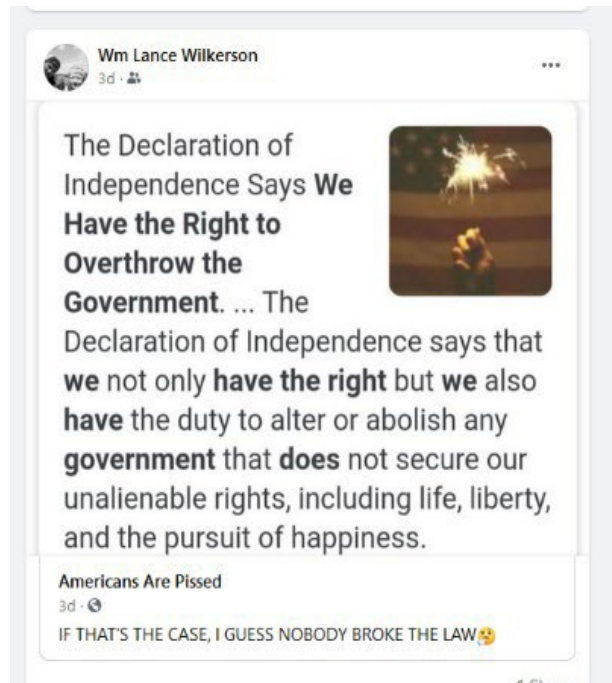 Wm Lance Wilkerson
3d ·
The Declaration of
Independence Says We
Have the Right to
Overthrow the
Government. ... The
Declaration of Independence says that
we not only have the right but we also
have the duty to alter or abolish any
government that does not secure our
unalienable rights, including life, liberty,
and the pursuit of happiness.
Americans Are Pissed
3d ·
IF THAT'S THE CASE, I GUESS NOBODY BROKE THE LAW🤔